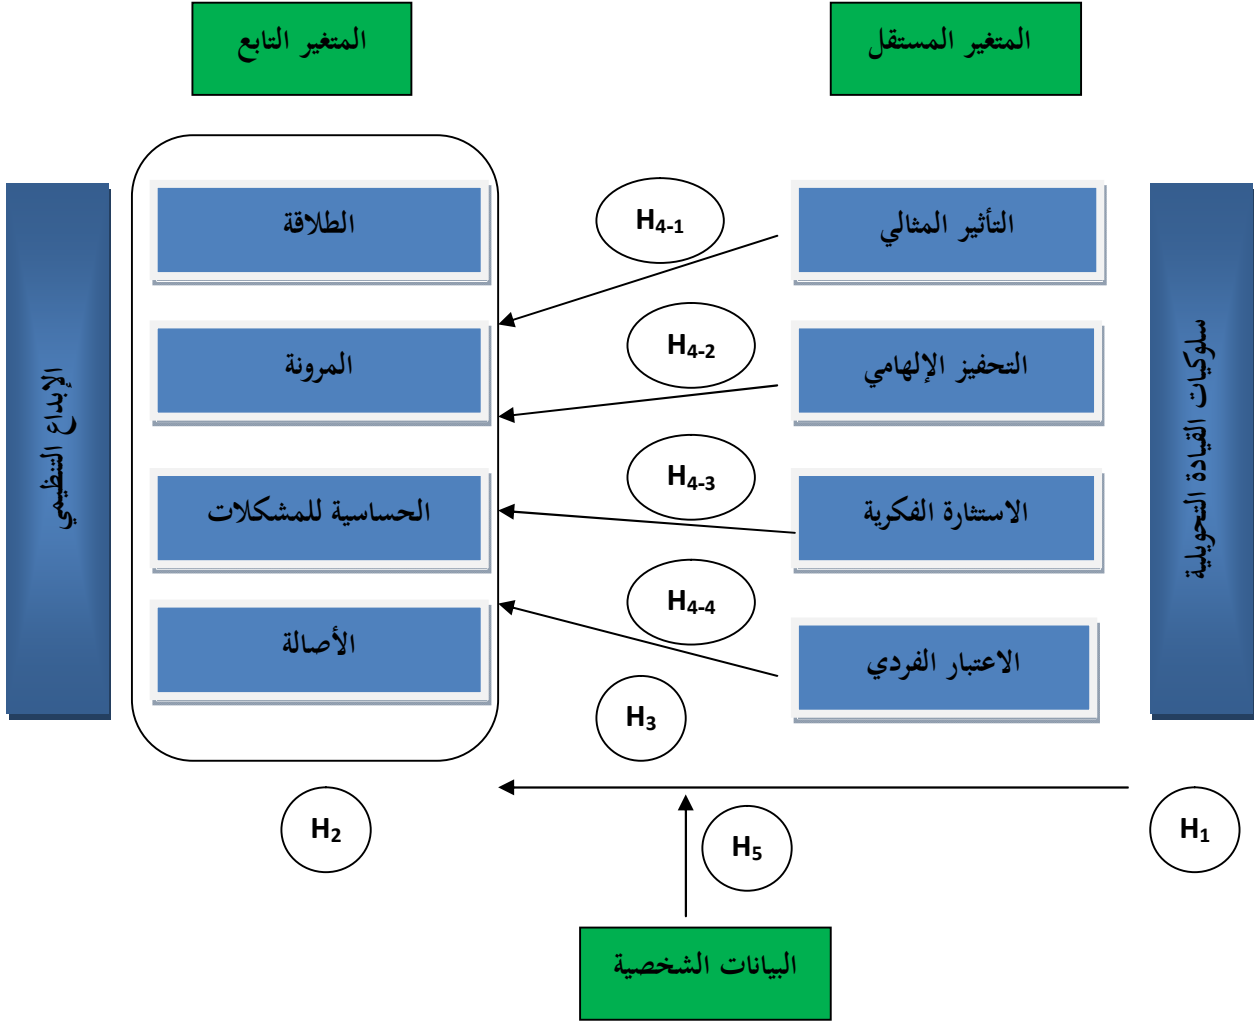 المتغير المستقل
المتغير التابع
سلوكيات القيادة التحويلية
التأثير المثالي
H4-1
الطلاقة
الإبداع التنظيمي
التحفيز الإلهامي
H4-2
المرونة
الاستثارة الفكرية
H4-3
الحساسية للمشكلات
الاعتبار الفردي
H4-4
الأصالة
H3
H1
H5
H2
البيانات الشخصية